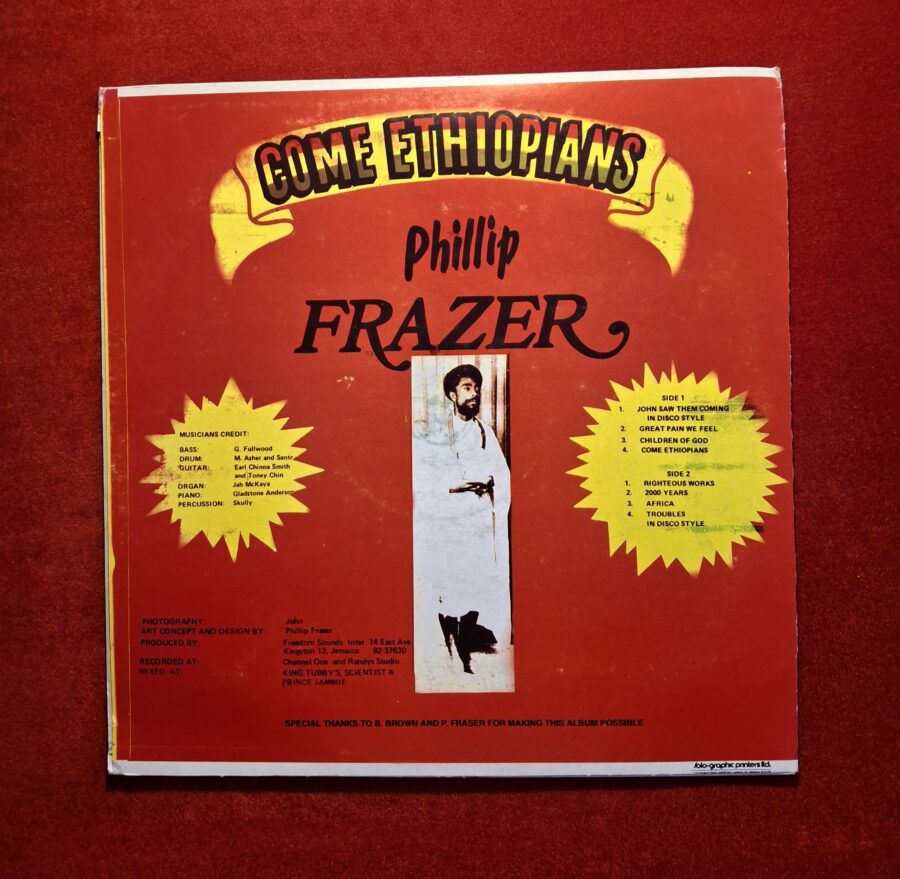 COME ETHIOPIANS
Phillip
FRAZER
MUSICIANS CREDIT:
BASS: G. Fullwood
DRUM: M. Asher and Santa
GUITAR: Earl Chinna Smith
and Toney Chin
ORGAN: Jah McKaya
PIANO: Gladstone Anderson
PERCUSSION: Skully
SIDE 1
1. JOHN SAW THEM COMING
IN DISCO STYLE
2. GREAT PAIN WE FEEL
3. CHILDREN OF GOD
4. COME ETHIOPIANS
SIDE 2
1. RIGHTEOUS WORKS
2. 2000 YEARS
3. AFRICA
4. TROUBLES
IN DISCO STYLE
PHOTOGRAPHY John
ART CONCEPT AND DESIGN BY: Phillip Fraser
PRODUCED BY: Freedom Sounds Inter. 14 East Ave.
Kingston 13, Jamaica 92-37630
RECORDED AT: Channel One and Randys Studio
MIXED AT: KING TUBBY'S, SCIENTIST &
PRINCE JAMMIE
SPECIAL THANKS TO B. BROWN AND P. FRASER FOR MAKING THIS ALBUM POSSIBLE
/olo-graphic printers ltd.